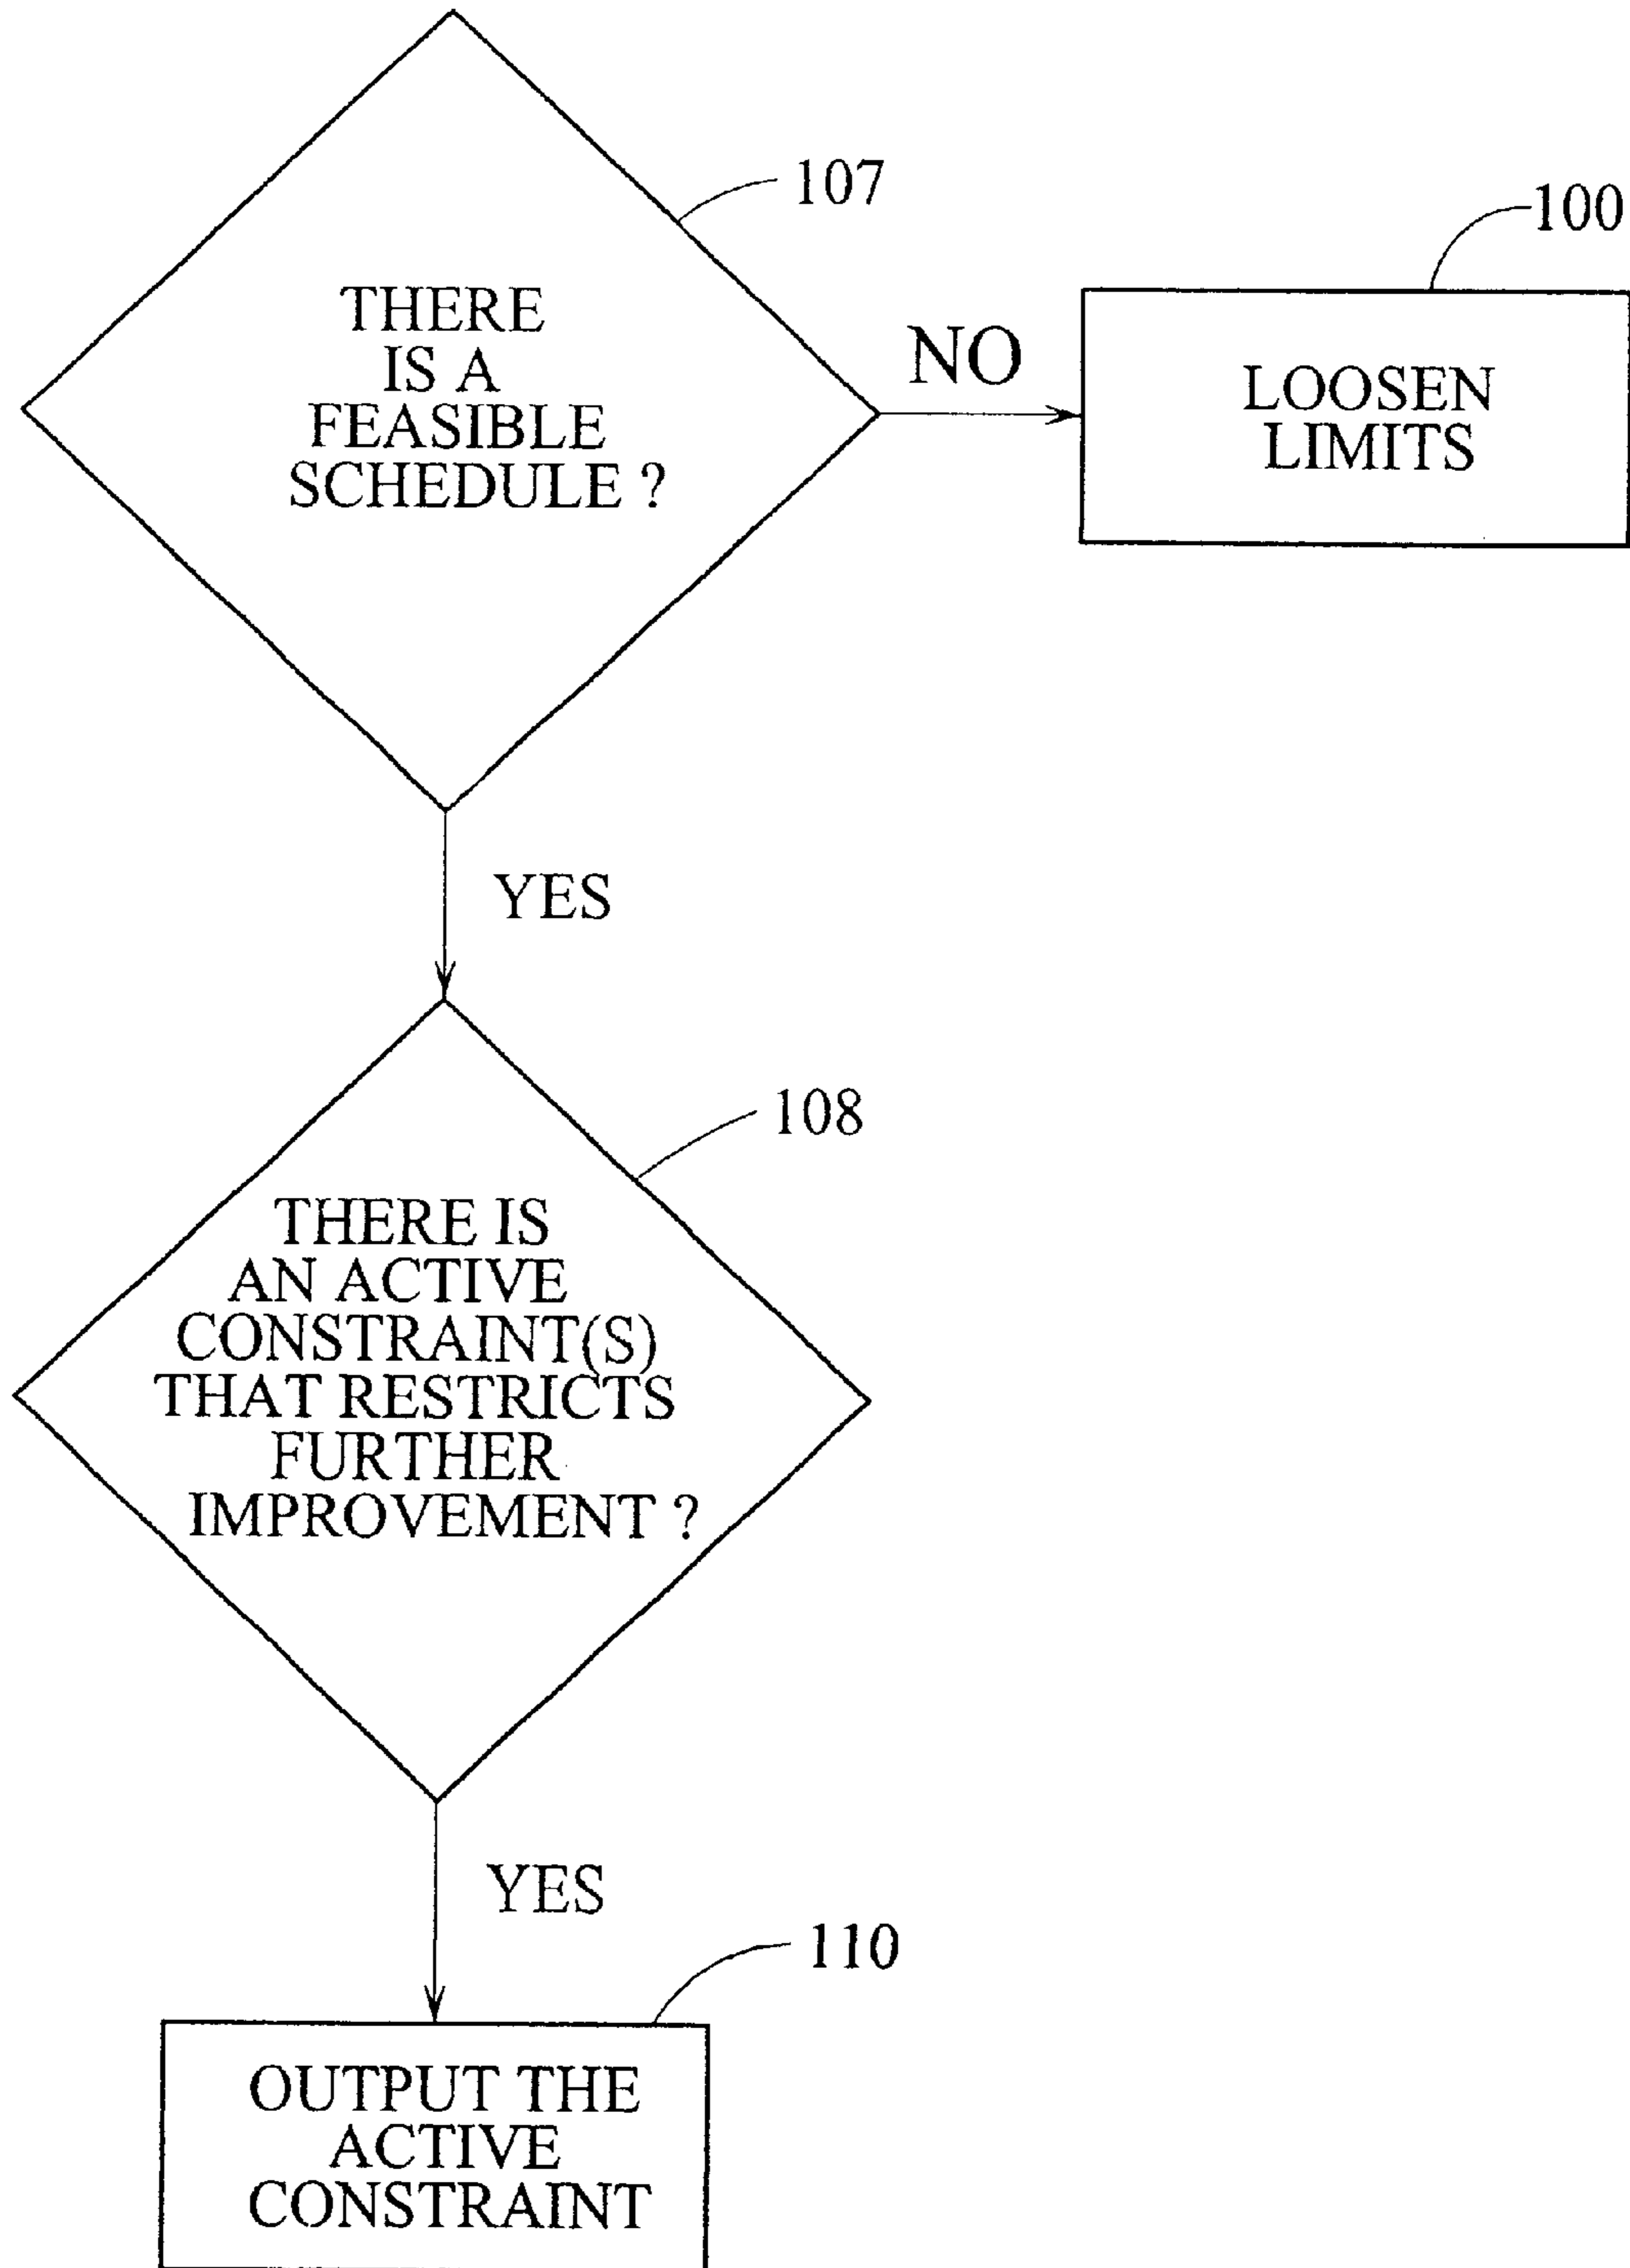 107
THERE
IS A
FEASIBLE
SCHEDULE ?
NO
100
LOOSEN
LIMITS
YES
108
THERE IS
AN ACTIVE
CONSTRAINT(S)
THAT RESTRICTS
FURTHER
IMPROVEMENT ?
YES
110
OUTPUT THE
ACTIVE
CONSTRAINT